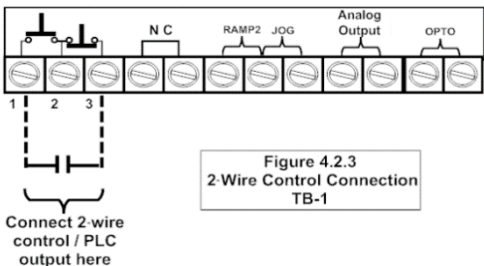 N C
RAMP2 JOG
Analog
Output
OPTO
1 2 3
Figure 4.2.3
2-Wire Control Connection
TB-1
Connect 2-wire
control / PLC
output here